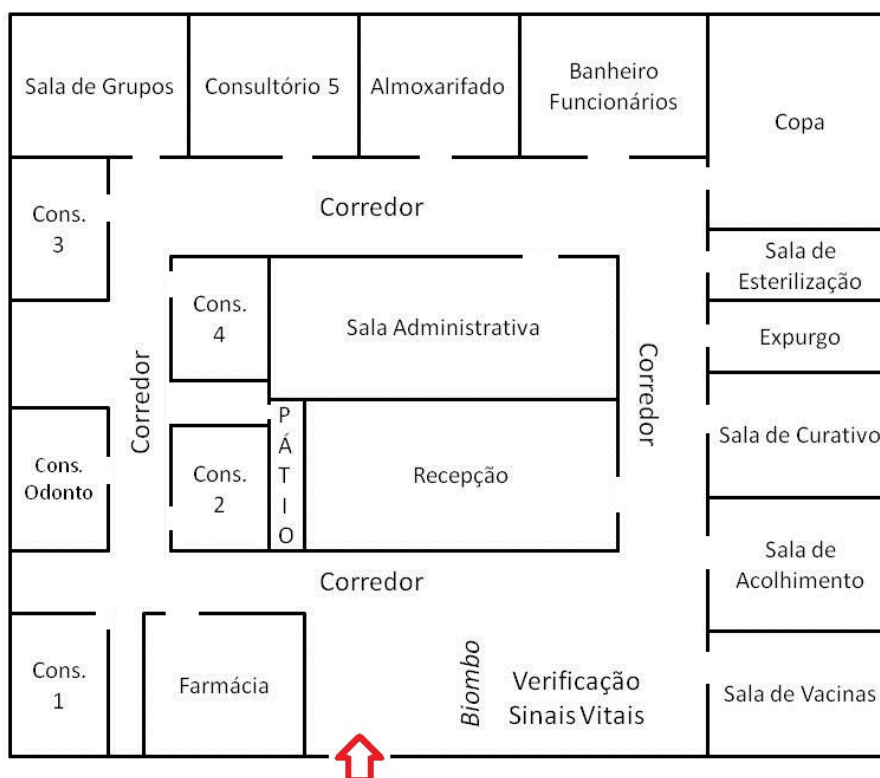 Sala de Grupos
Consultório 5
Almoxarifado
Banheiro
Funcionários
Copa
Cons.
3
Corredor
Sala de
Esterilização
Cons.
4
Sala Administrativa
Expurgo
Corredor
Corredor
PÁTIO
Sala de Curativo
Cons.
Odonto
Cons.
2
Recepção
Sala de
Acolhimento
Corredor
Cons.
1
Farmácia
Biombo
Verificação
Sinais Vitais
Sala de Vacinas